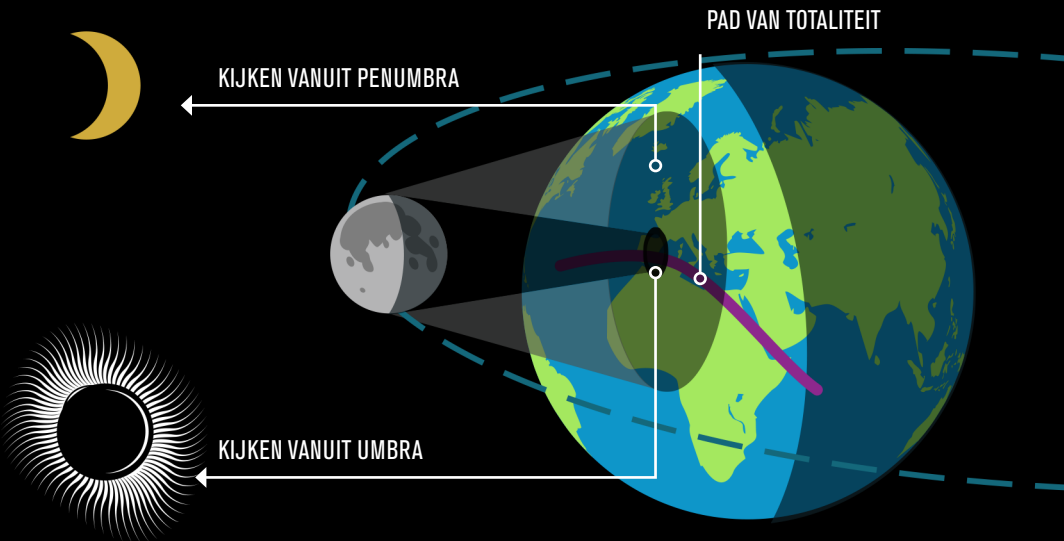 PAD VAN TOTALITEIT
KIJKEN VANUIT PENUMBRA
KIJKEN VANUIT UMBRA